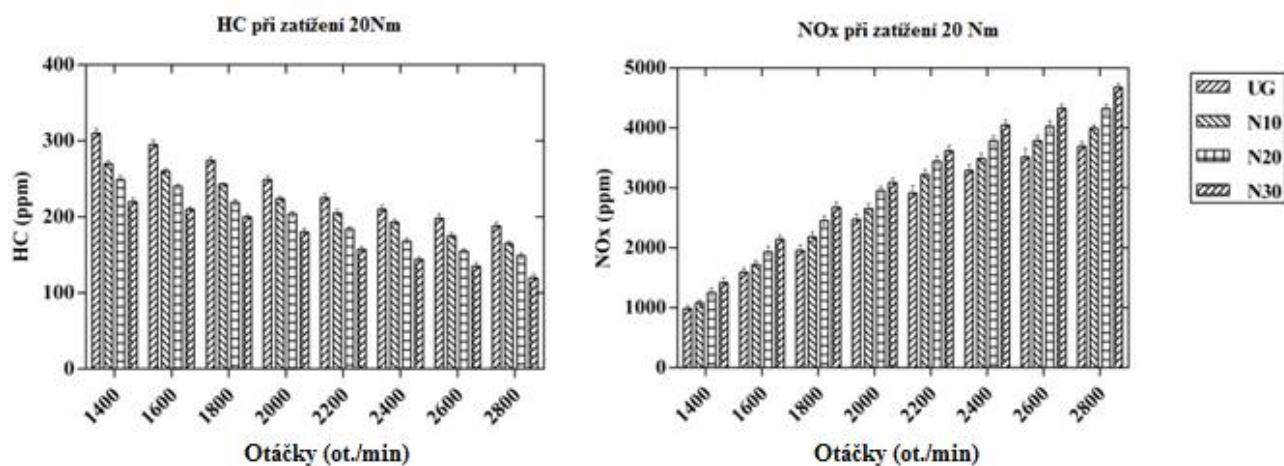 HC při zatížení 20Nm
400
300
200
100
0
HC (ppm)
1400
1600
1800
2000
2200
2400
2600
2800
Otáčky (ot./min)
NOx při zatížení 20 Nm
5000
4000
3000
2000
1000
0
NOx (ppm)
1400
1600
1800
2000
2200
2400
2600
2800
Otáčky (ot./min)
UG
N10
N20
N30